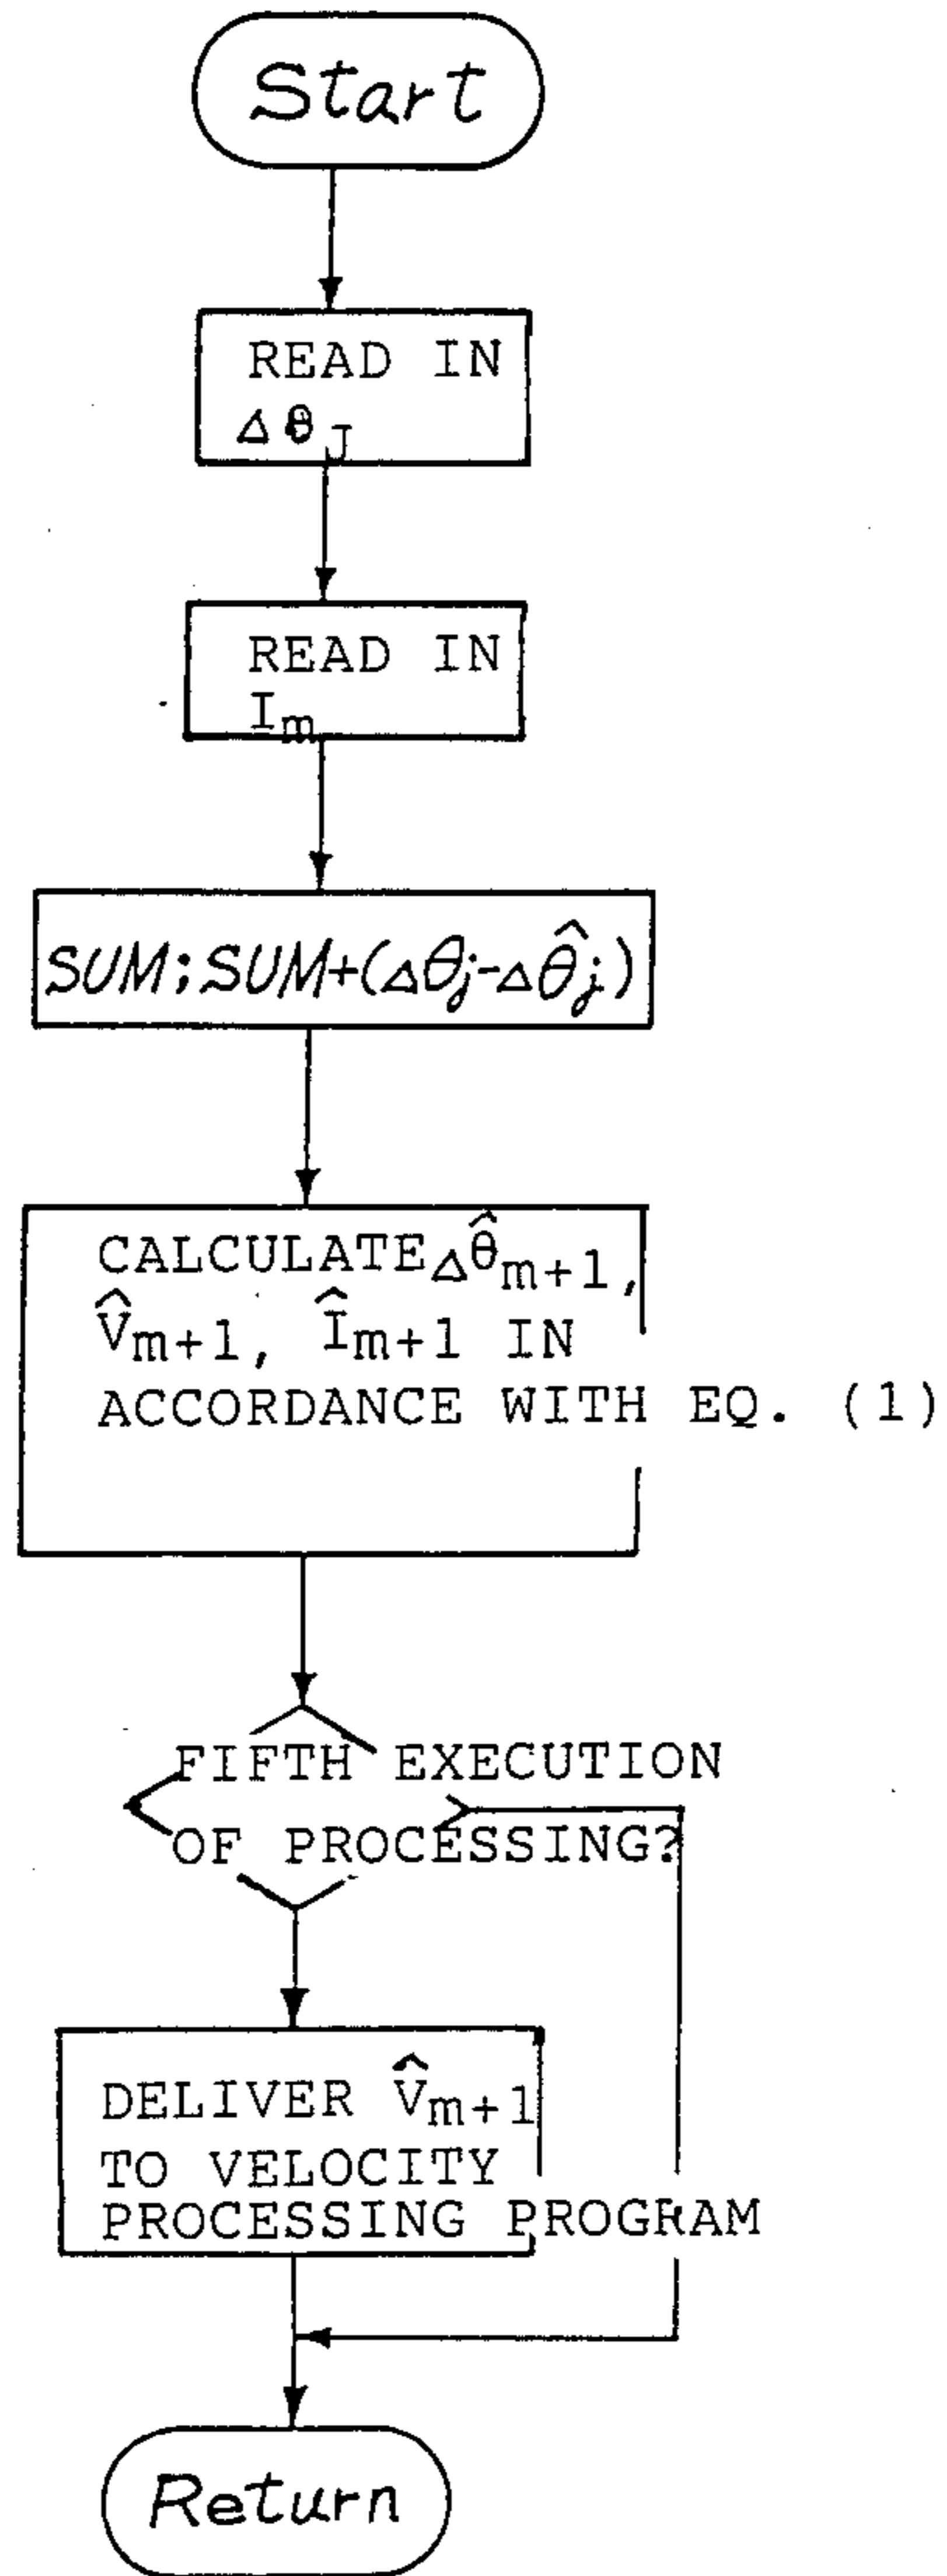 Start
READ IN
Δθ_J
READ IN
I_m
SUM;SUM+(Δθ_j-Δθ̂_j)
CALCULATE Δθ̂_m+1,
V̂_m+1, Î_m+1 IN
ACCORDANCE WITH EQ. (1)
FIFTH EXECUTION
OF PROCESSING?
DELIVER V̂_m+1
TO VELOCITY
PROCESSING PROGRAM
Return